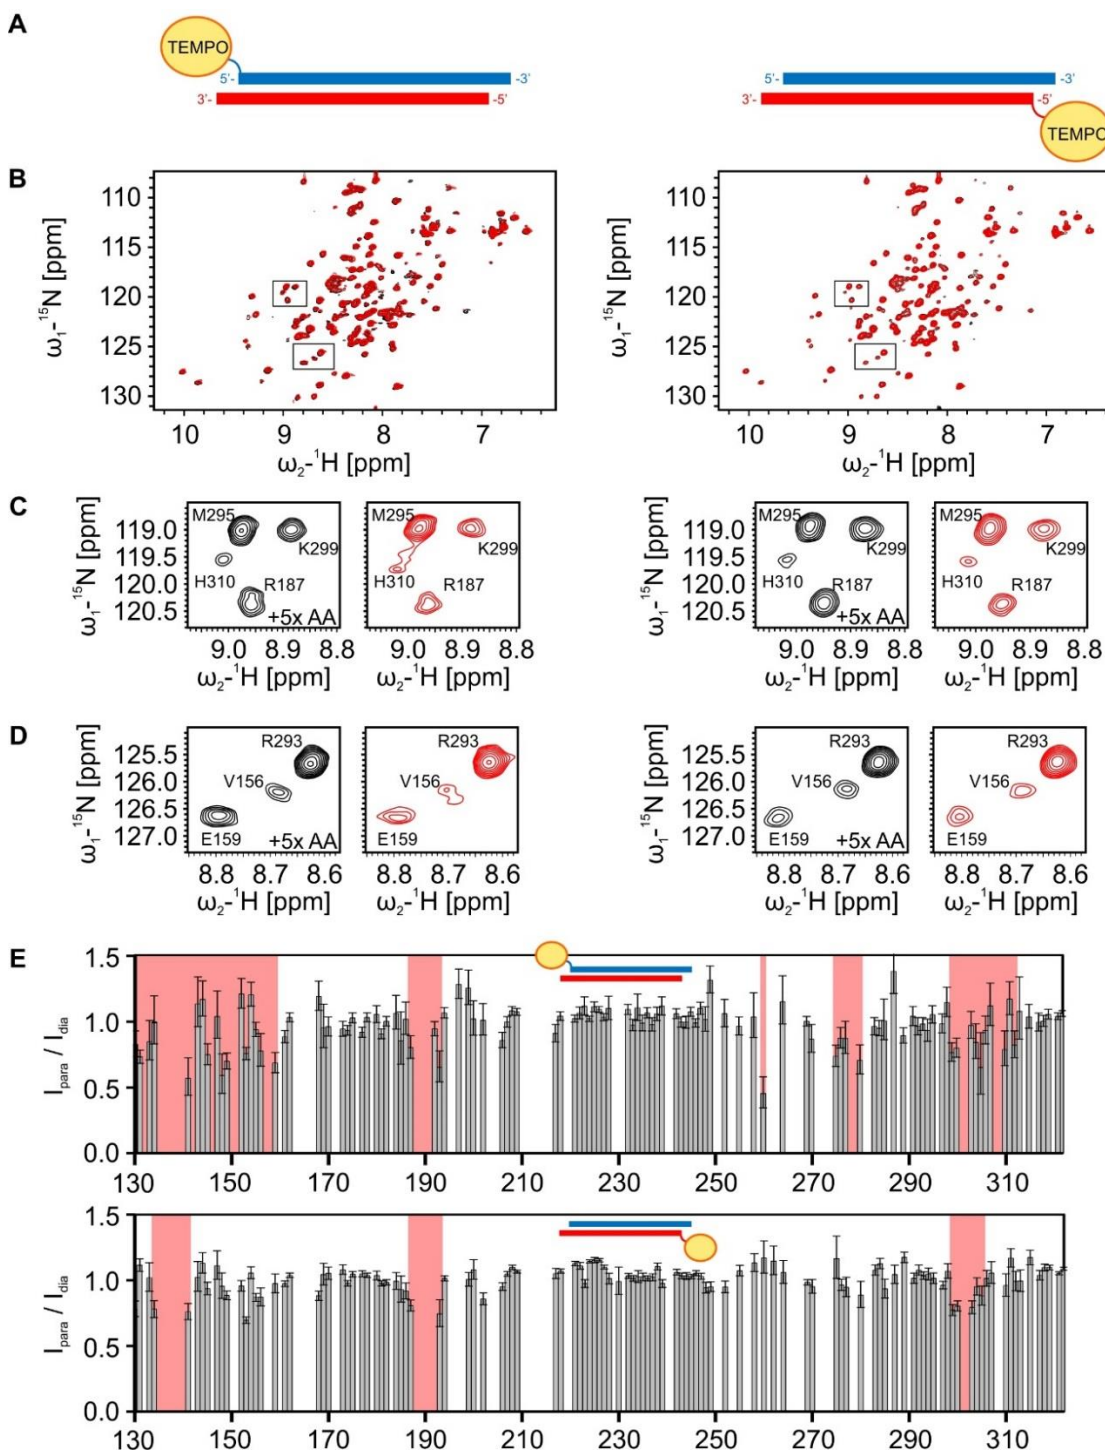 A
TEMPO
5'- -3'
3'- -5'
5'- -3'
3'- -5'
TEMPO
B
ω₁-¹⁵N [ppm]
110
115
120
125
130
10 9 8 7
ω₂-¹H [ppm]
ω₁-¹⁵N [ppm]
110
115
120
125
130
10 9 8 7
ω₂-¹H [ppm]
C
ω₁-¹⁵N [ppm]
119.0
119.5
120.0
120.5
M295
K299
H310
R187
+5x AA
9.0 8.9 8.8
ω₂-¹H [ppm]
M295
K299
H310
R187
9.0 8.9 8.8
ω₂-¹H [ppm]
ω₁-¹⁵N [ppm]
119.0
119.5
120.0
120.5
M295
K299
H310
R187
+5x AA
9.0 8.9 8.8
ω₂-¹H [ppm]
M295
K299
H310
R187
9.0 8.9 8.8
ω₂-¹H [ppm]
D
ω₁-¹⁵N [ppm]
125.5
126.0
126.5
127.0
R293
V156
E159
+5x AA
8.8 8.7 8.6
ω₂-¹H [ppm]
R293
V156
E159
8.8 8.7 8.6
ω₂-¹H [ppm]
ω₁-¹⁵N [ppm]
125.5
126.0
126.5
127.0
R293
V156
E159
+5x AA
8.8 8.7 8.6
ω₂-¹H [ppm]
R293
V156
E159
8.8 8.7 8.6
ω₂-¹H [ppm]
E
I para / I dia
1.5
1.0
0.5
0.0
130 150 170 190 210 230 250 270 290 310
I para / I dia
1.5
1.0
0.5
0.0
130 150 170 190 210 230 250 270 290 310